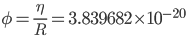 ϕ = η/R = 3.839682×10⁻²⁰